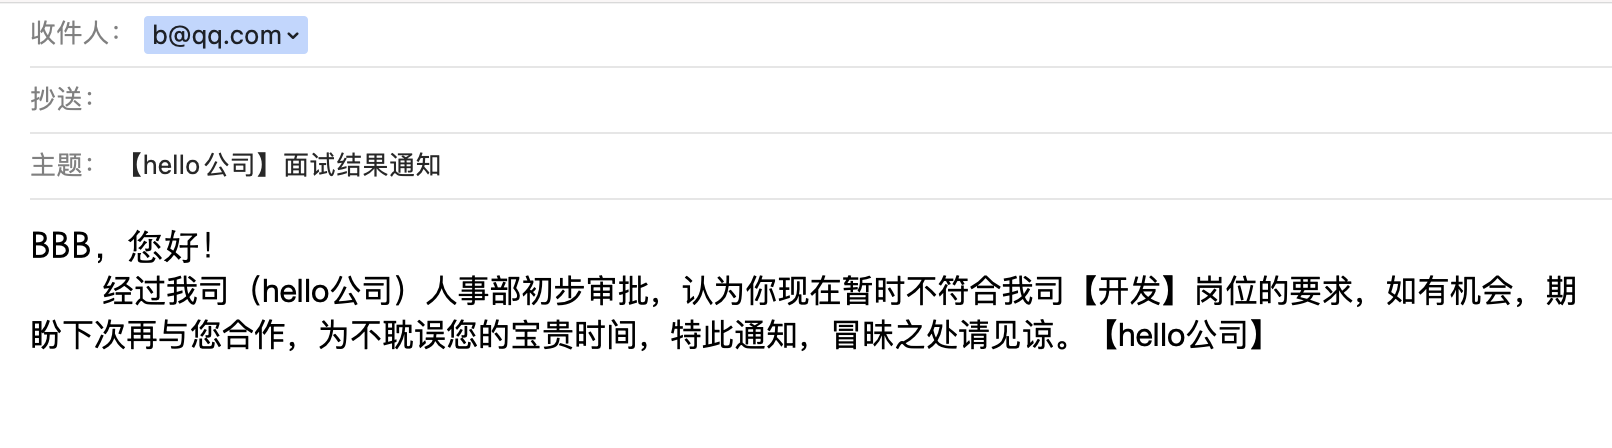 收件人： b@qq.com
抄送：
主题： 【hello公司】面试结果通知
BBB，您好！
经过我司（hello公司）人事部初步审批，认为你现在暂时不符合我司【开发】岗位的要求，如有机会，期
盼下次再与您合作，为不耽误您的宝贵时间，特此通知，冒昧之处请见谅。【hello公司】